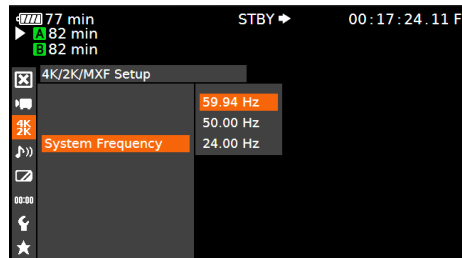 77 min
STBY
00:17:24.11 F
A 82 min
B 82 min
4K/2K/MXF Setup
59.94 Hz
50.00 Hz
4K
2K
System Frequency
24.00 Hz
00:00